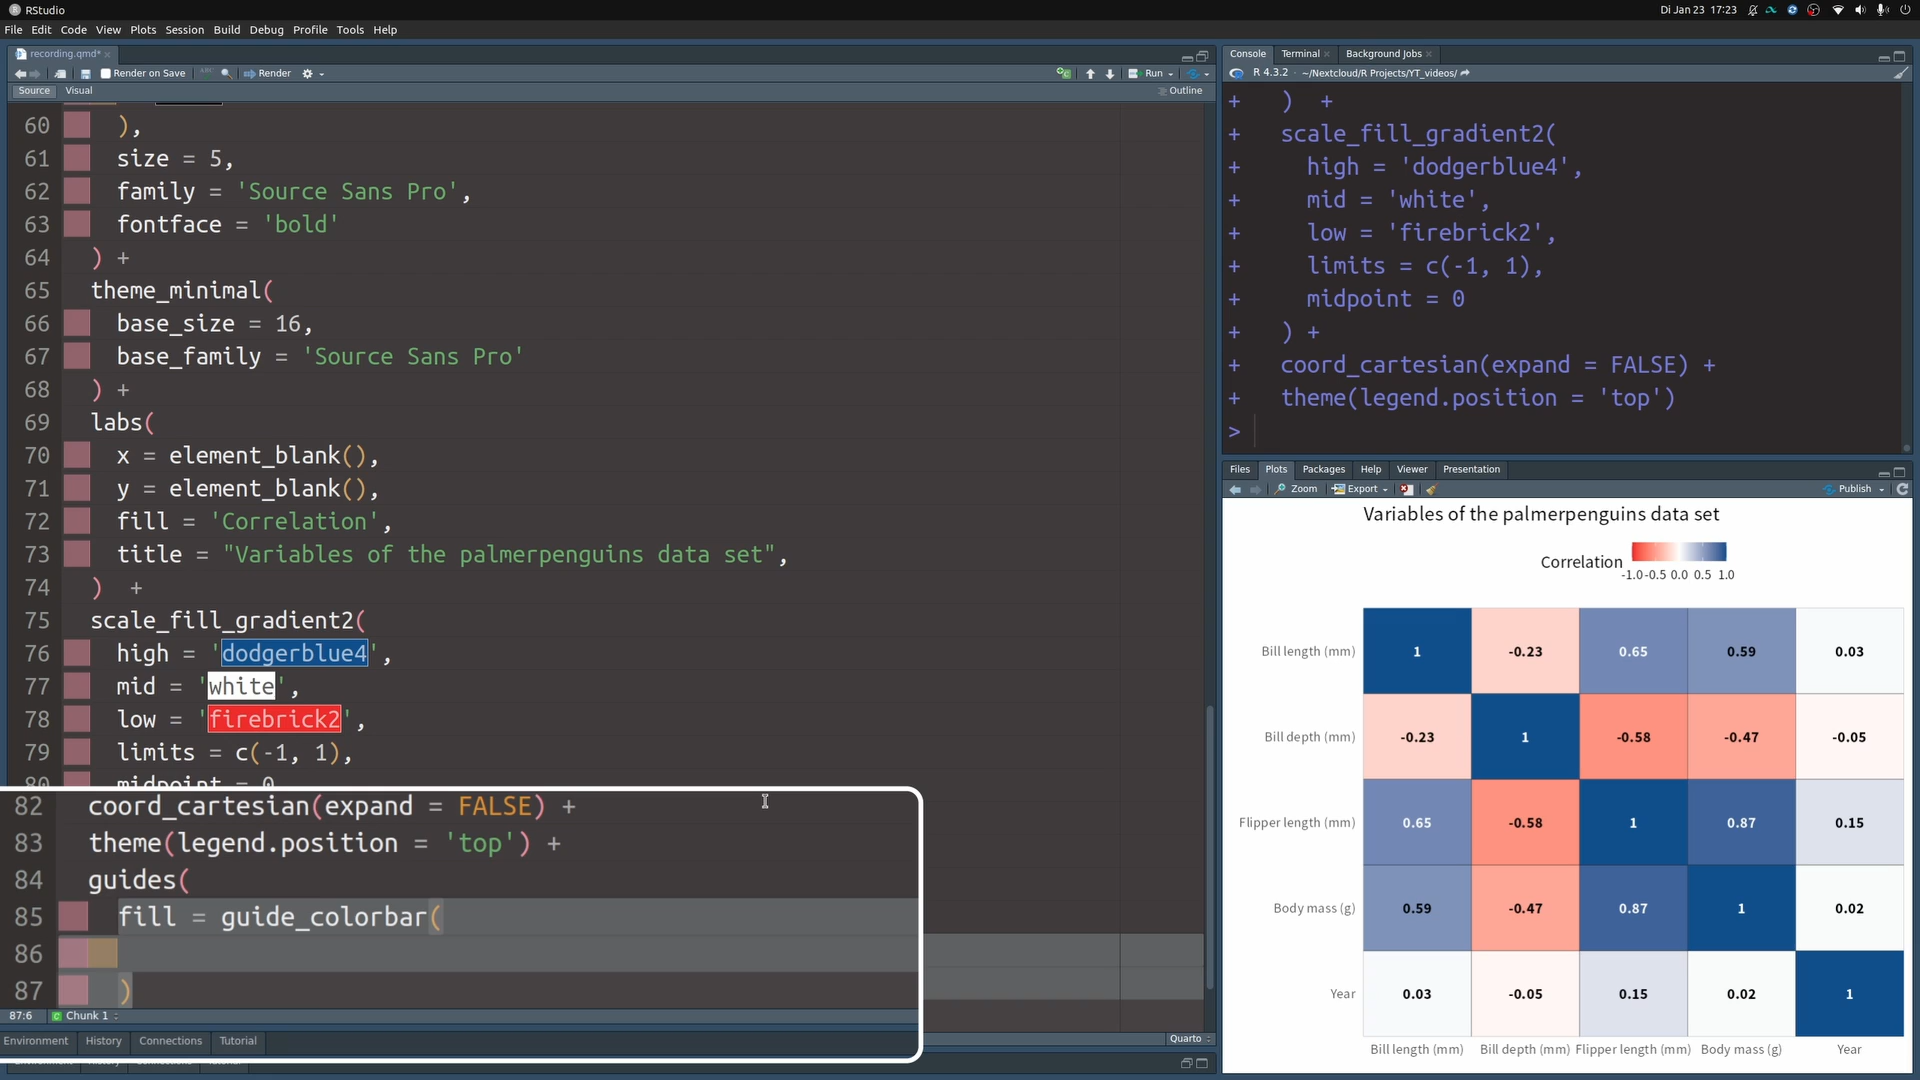 RStudio
Di Jan 23 17:23
File Edit Code View Plots Session Build Debug Profile Tools Help
recording.qmd*
Render on Save
Render
Run
Source Visual
Outline
60 ),
61 size = 5,
62 family = 'Source Sans Pro',
63 fontface = 'bold'
64 ) +
65 theme_minimal(
66 base_size = 16,
67 base_family = 'Source Sans Pro'
68 ) +
69 labs(
70 x = element_blank(),
71 y = element_blank(),
72 fill = 'Correlation',
73 title = "Variables of the palmerpenguins data set",
74 ) +
75 scale_fill_gradient2(
76 high = 'dodgerblue4',
77 mid = 'white',
78 low = 'firebrick2',
79 limits = c(-1, 1),
80 midpoint = 0
82 coord_cartesian(expand = FALSE) +
83 theme(legend.position = 'top') +
84 guides(
85 fill = guide_colorbar(
86
87 )
87:6 Chunk 1
Quarto
Environment History Connections Tutorial
Console Terminal Background Jobs
R 4.3.2 · ~/Nextcloud/R Projects/YT_videos/
+ ) +
+ scale_fill_gradient2(
+ high = 'dodgerblue4',
+ mid = 'white',
+ low = 'firebrick2',
+ limits = c(-1, 1),
+ midpoint = 0
+ ) +
+ coord_cartesian(expand = FALSE) +
+ theme(legend.position = 'top')
>
Files Plots Packages Help Viewer Presentation
Zoom Export Publish
Variables of the palmerpenguins data set
Correlation
-1.0 -0.5 0.0 0.5 1.0
Bill length (mm) 1 -0.23 0.65 0.59 0.03
Bill depth (mm) -0.23 1 -0.58 -0.47 -0.05
Flipper length (mm) 0.65 -0.58 1 0.87 0.15
Body mass (g) 0.59 -0.47 0.87 1 0.02
Year 0.03 -0.05 0.15 0.02 1
Bill length (mm) Bill depth (mm) Flipper length (mm) Body mass (g) Year